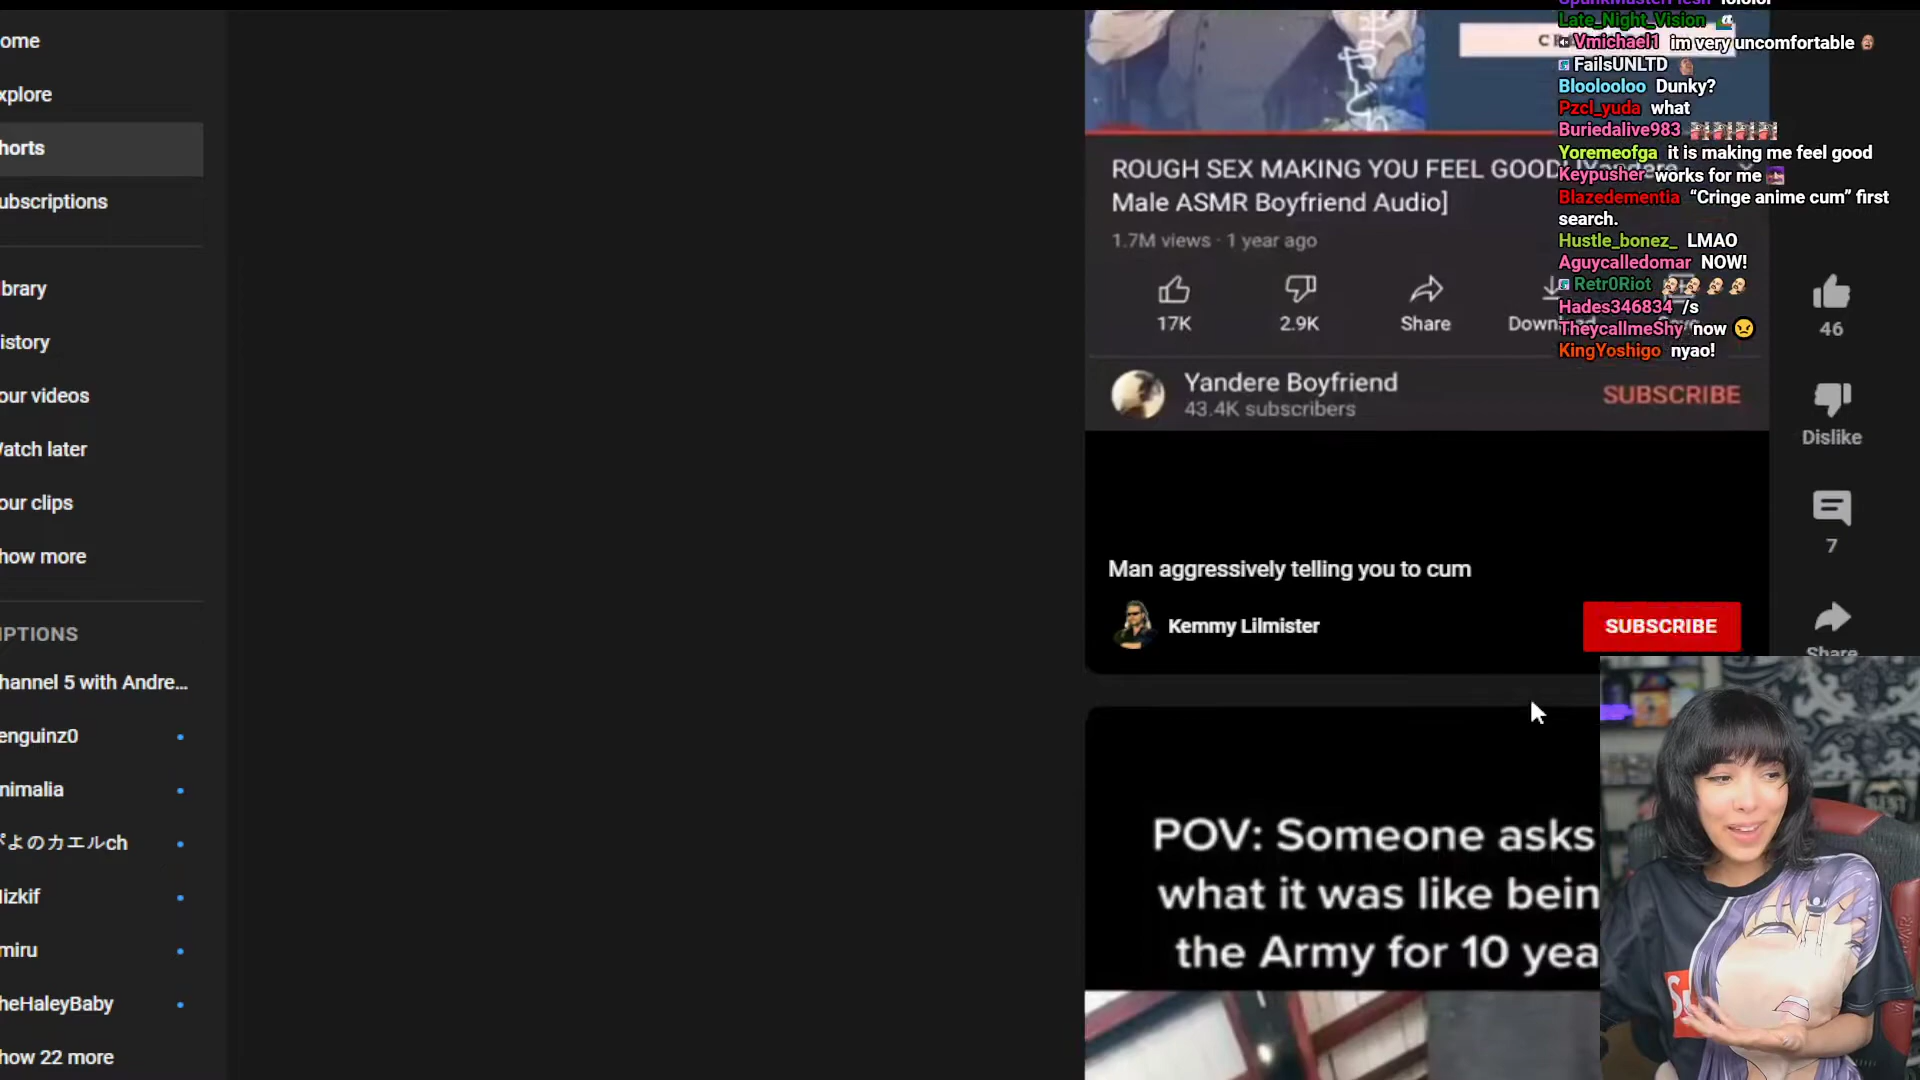 ome
xplore
horts
ubscriptions
ibrary
istory
our videos
Vatch later
our clips
how more
IPTIONS
hannel 5 with Andre...
enguinz0
nimalia
ぴよのカエルch
lizkif
miru
heHaleyBaby
how 22 more
ROUGH SEX MAKING YOU FEEL GOOD!
Male ASMR Boyfriend Audio]
1.7M views · 1 year ago
17K
2.9K
Share
Yandere Boyfriend
43.4K subscribers
SUBSCRIBE
Man aggressively telling you to cum
Kemmy Lilmister
SUBSCRIBE
POV: Someone asks
what it was like bein
the Army for 10 yea
lololol
Late_Night_Vision
Vmichael1 im very uncomfortable
FailsUNLTD
Blooolooloo Dunky?
Pzcl_yuda what
Buriedalive983
Yoremeofga it is making me feel good
Keypusher works for me
Blazedementia “Cringe anime cum” first
search.
Hustle_bonez_ LMAO
Aguycalledomar NOW!
Retr0Riot
Hades346834 /s
TheycallmeShy now
KingYoshigo nyao!
46
Dislike
7
Share